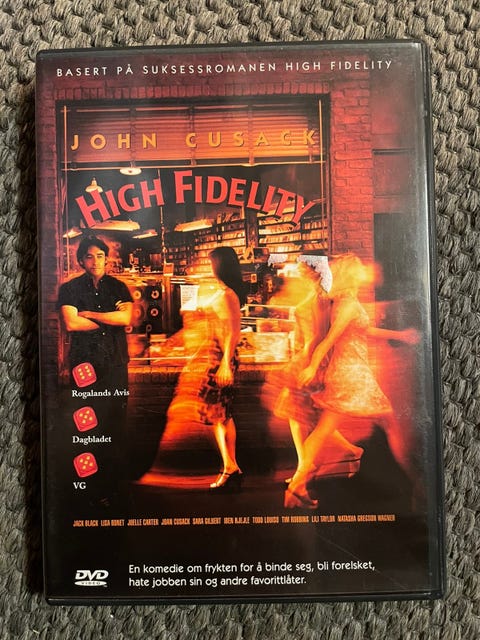 BASERT PÅ SUKSESSROMANEN HIGH FIDELITY
JOHN CUSACK
HIGH FIDELITY
Rogalands Avis
Dagbladet
VG
JACK BLACK LISA BONET JOELLE CARTER JOAN CUSACK SARA GILBERT IBEN HJEJLE TODD LOUISO TIM ROBBINS LILI TAYLOR NATASHA GREGSON WAGNER
En komedie om frykten for å binde seg, bli forelsket,
hate jobben sin og andre favorittlåter.
DVD
VIDEO